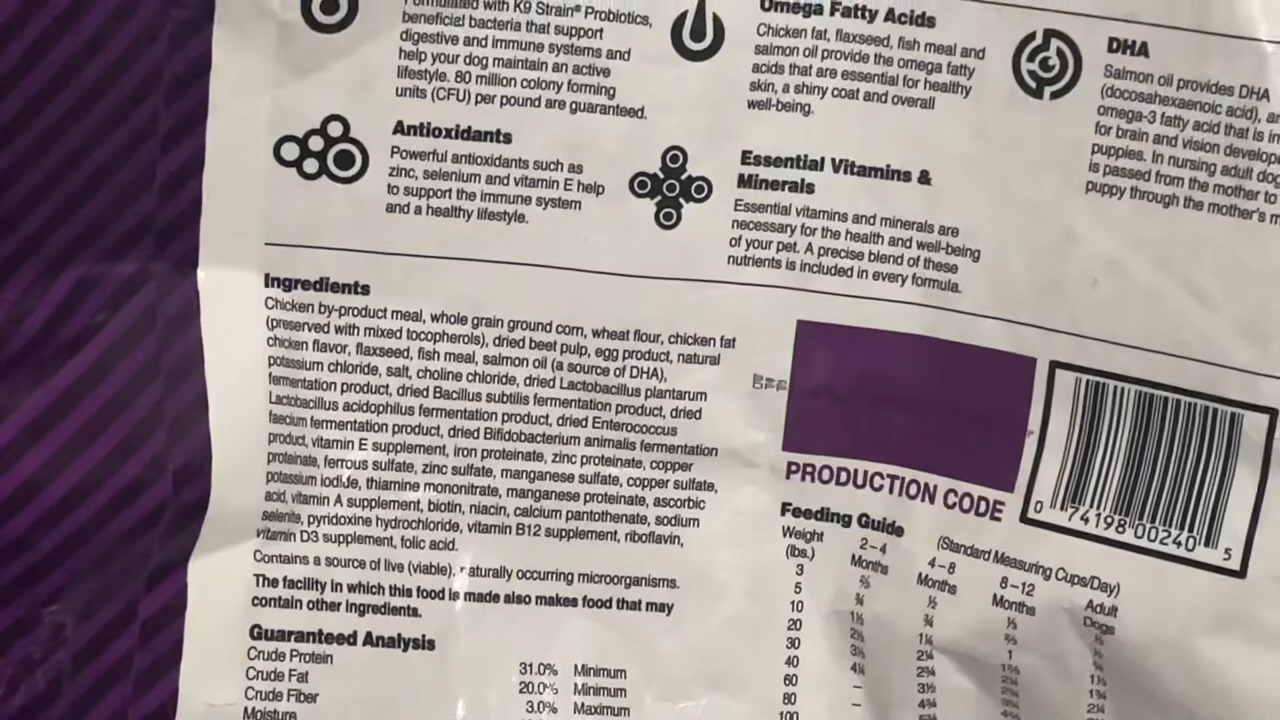 Formulated with K9 Strain® Probiotics,
beneficial bacteria that support
digestive and immune systems and
help your dog maintain an active
lifestyle. 80 million colony forming
units (CFU) per pound are guaranteed.
Omega Fatty Acids
Chicken fat, flaxseed, fish meal and
salmon oil provide the omega fatty
acids that are essential for healthy
skin, a shiny coat and overall
well-being.
DHA
Salmon oil provides DHA
(docosahexaenoic acid), an
omega-3 fatty acid that is im
for brain and vision develop
puppies. In nursing adult dog
is passed from the mother to
puppy through the mother's m
Antioxidants
Powerful antioxidants such as
zinc, selenium and vitamin E help
to support the immune system
and a healthy lifestyle.
Essential Vitamins &
Minerals
Essential vitamins and minerals are
necessary for the health and well-being
of your pet. A precise blend of these
nutrients is included in every formula.
Ingredients
Chicken by-product meal, whole grain ground corn, wheat flour, chicken fat
(preserved with mixed tocopherols), dried beet pulp, egg product, natural
chicken flavor, flaxseed, fish meal, salmon oil (a source of DHA),
potassium chloride, salt, choline chloride, dried Lactobacillus plantarum
fermentation product, dried Bacillus subtilis fermentation product, dried
Lactobacillus acidophilus fermentation product, dried Enterococcus
faecium fermentation product, dried Bifidobacterium animalis fermentation
product, vitamin E supplement, iron proteinate, zinc proteinate, copper
proteinate, ferrous sulfate, zinc sulfate, manganese sulfate, copper sulfate,
potassium iodide, thiamine mononitrate, manganese proteinate, ascorbic
acid, vitamin A supplement, biotin, niacin, calcium pantothenate, sodium
selenite, pyridoxine hydrochloride, vitamin B12 supplement, riboflavin,
vitamin D3 supplement, folic acid.
Contains a source of live (viable), naturally occurring microorganisms.
The facility in which this food is made also makes food that may
contain other ingredients.
Guaranteed Analysis
Crude Protein 31.0% Minimum
Crude Fat 20.0% Minimum
Crude Fiber 3.0% Maximum
Moisture
PRODUCTION CODE
0 74198 00240 5
Feeding Guide (Standard Measuring Cups/Day)
Weight (lbs.) 2–4 Months 4–8 Months 8–12 Months Adult Dogs
3
5
10
20
30
40
60
80
100